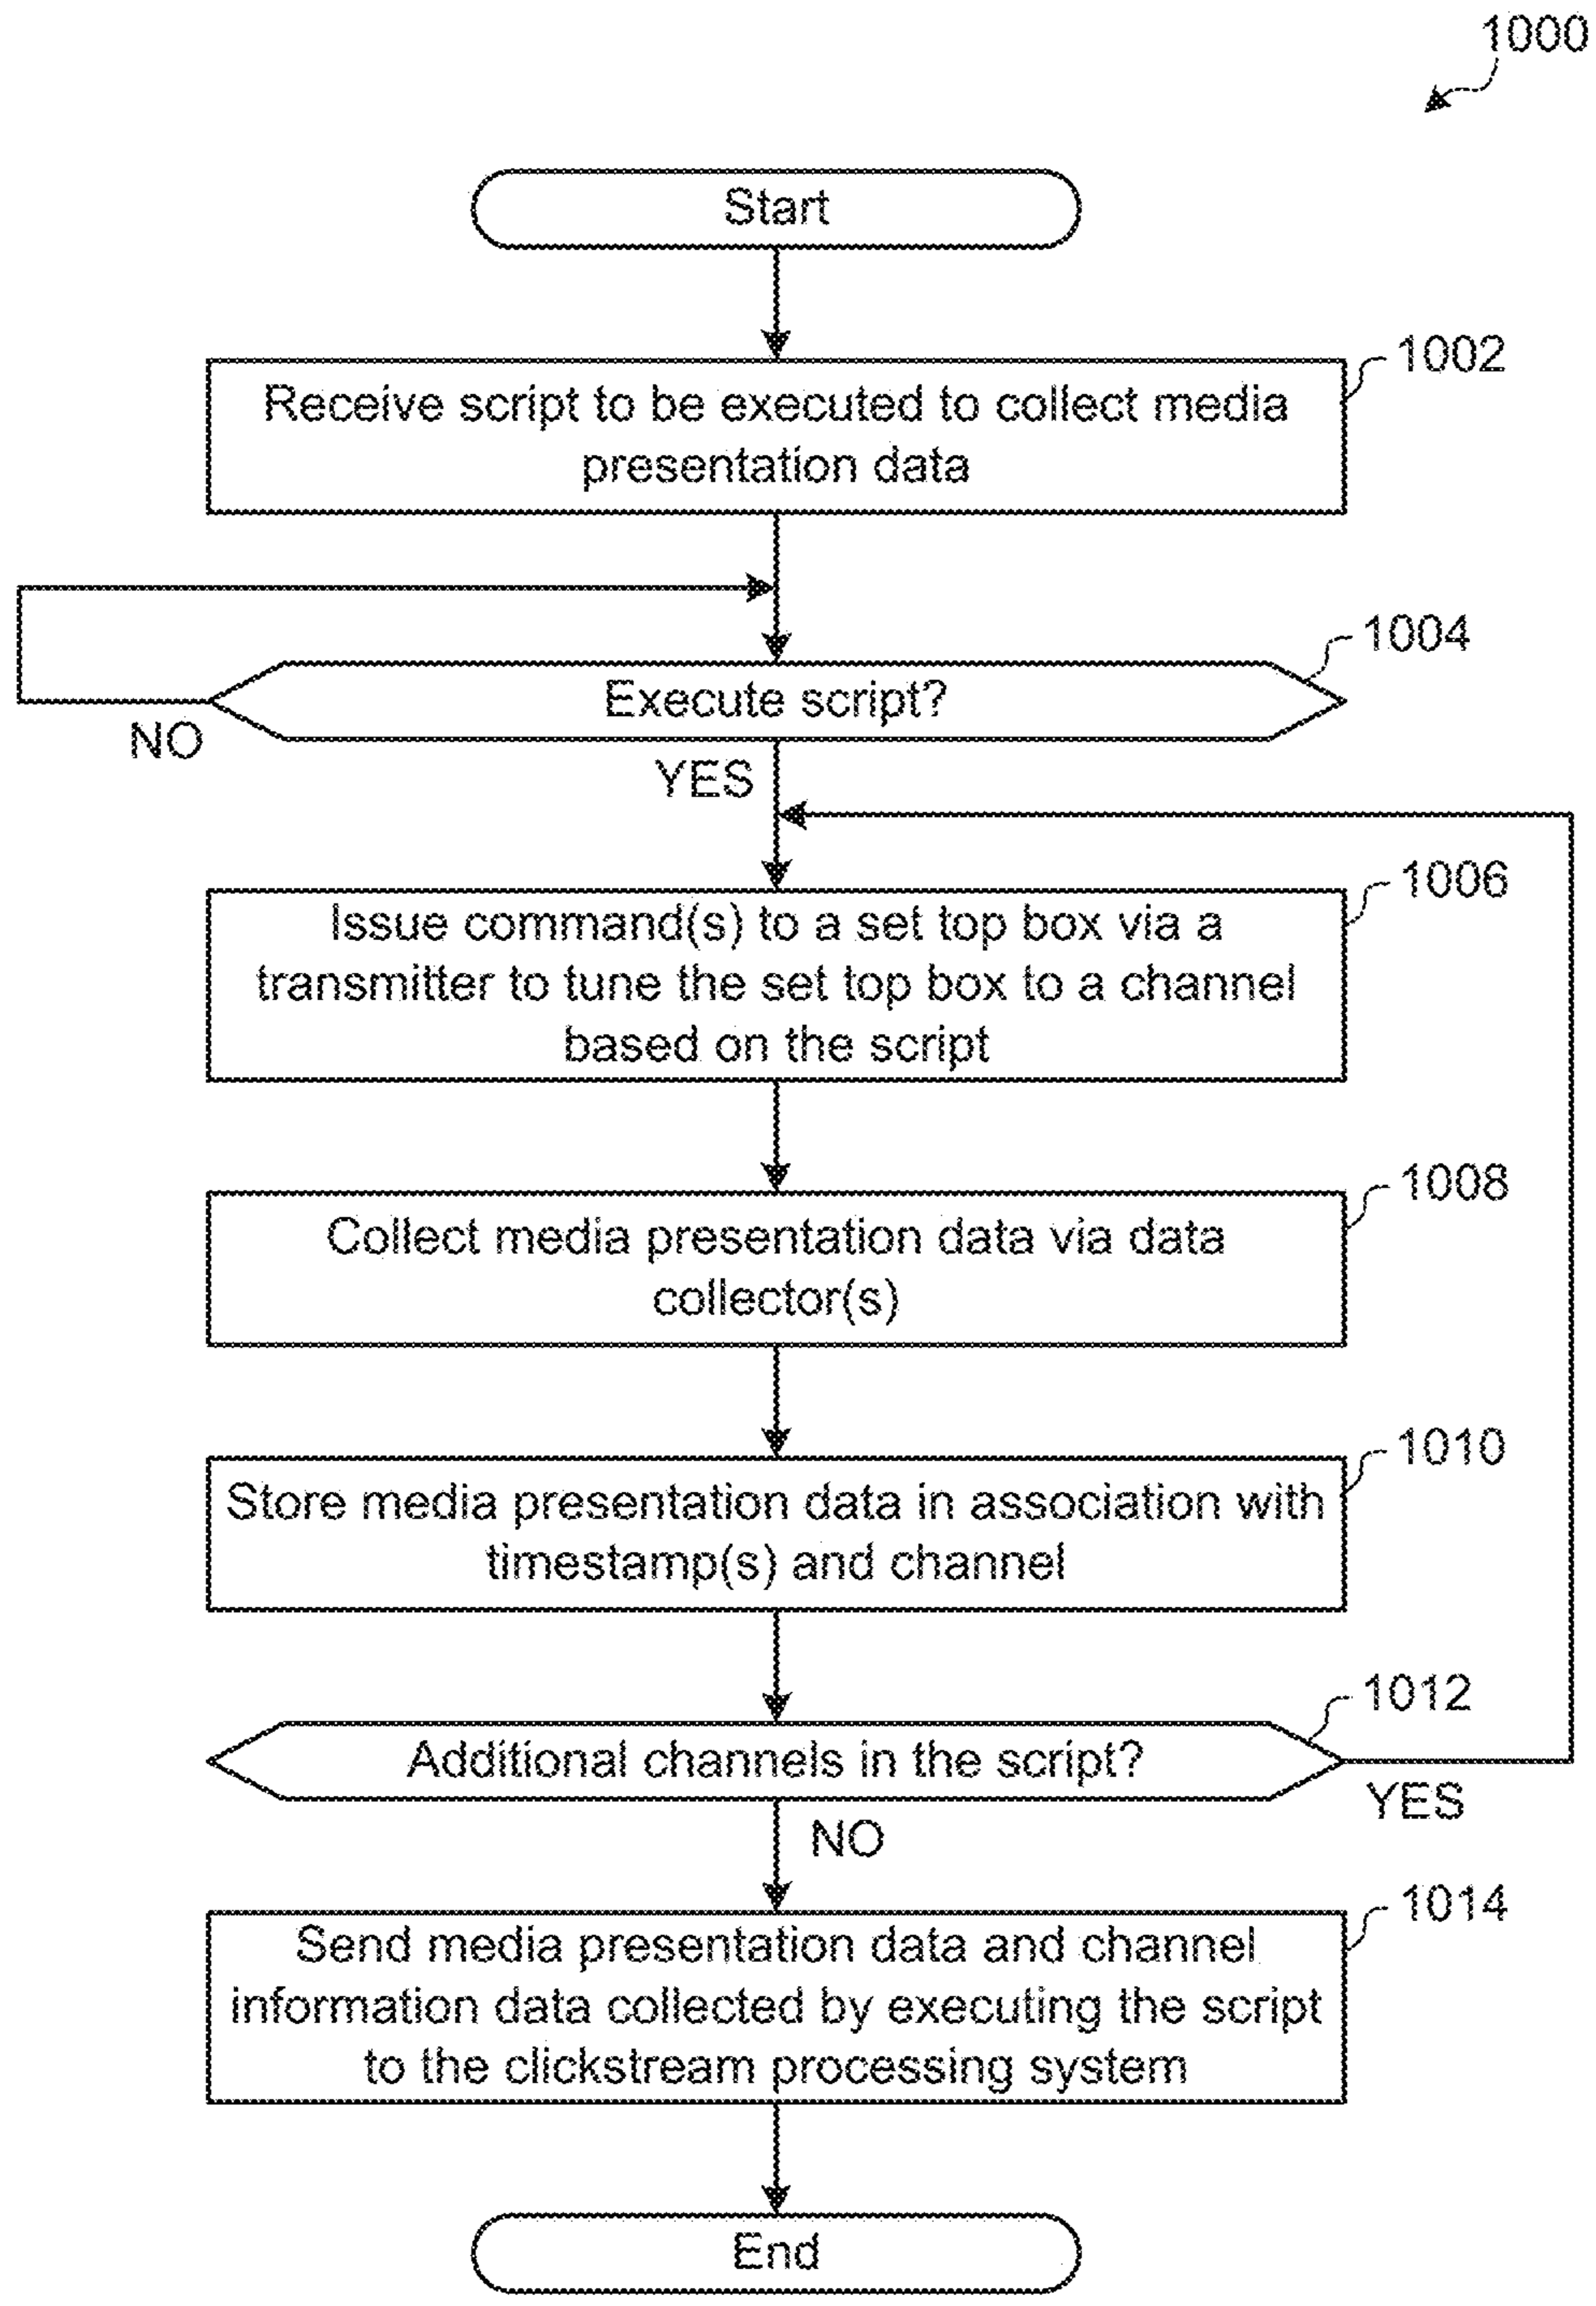 1000
Start
1002
Receive script to be executed to collect media
presentation data
1004
Execute script?
NO
YES
1006
Issue command(s) to a set top box via a
transmitter to tune the set top box to a channel
based on the script
1008
Collect media presentation data via data
collector(s)
1010
Store media presentation data in association with
timestamp(s) and channel
1012
Additional channels in the script?
YES
NO
1014
Send media presentation data and channel
information data collected by executing the script
to the clickstream processing system
End